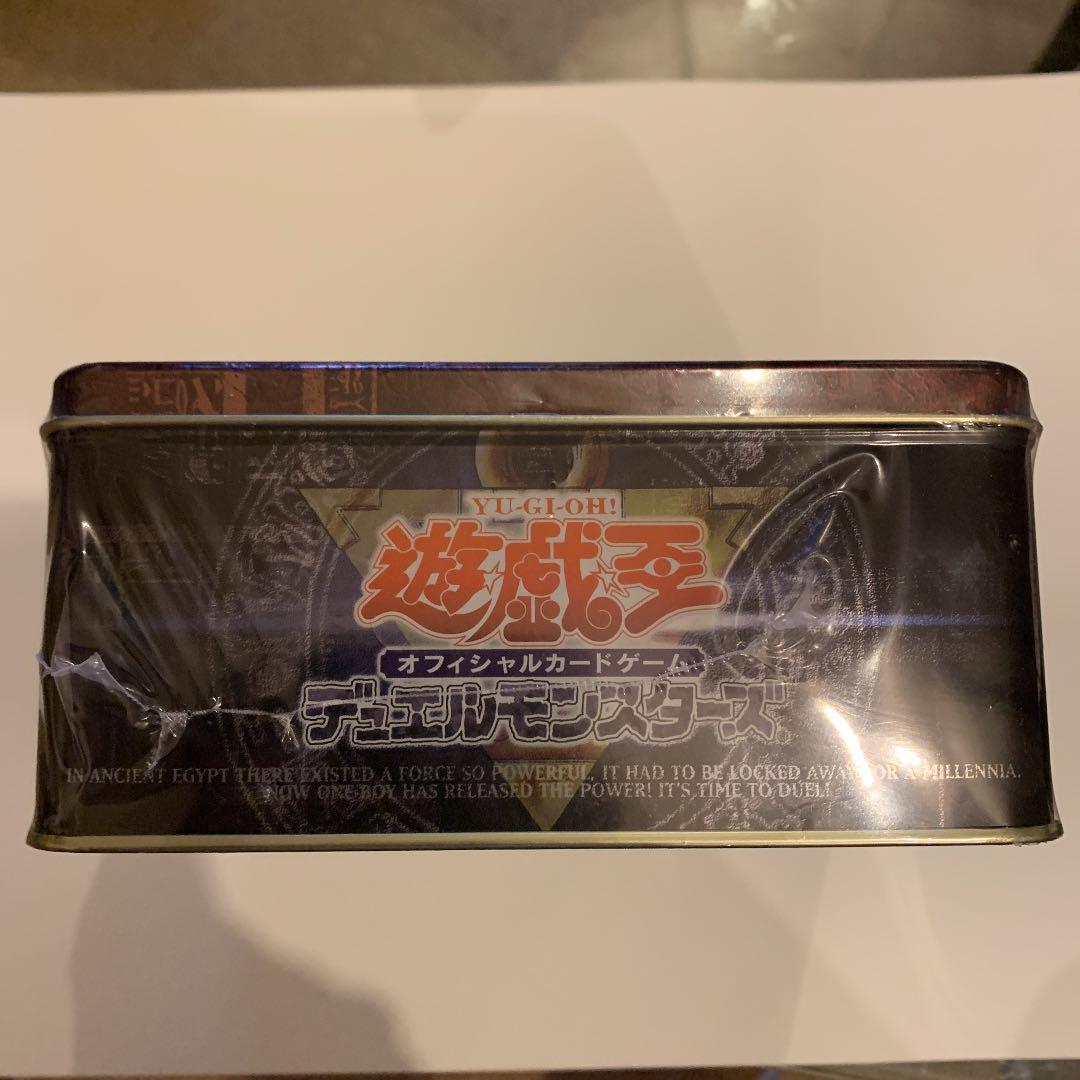 YU-GI-OH!
遊戯王
オフィシャルカードゲーム
デュエルモンスターズ
IN ANCIENT EGYPT THERE EXISTED A FORCE SO POWERFUL, IT HAD TO BE LOCKED AWAY FOR A MILLENNIA.
NOW ONE BOY HAS RELEASED THE POWER! IT'S TIME TO DUEL!